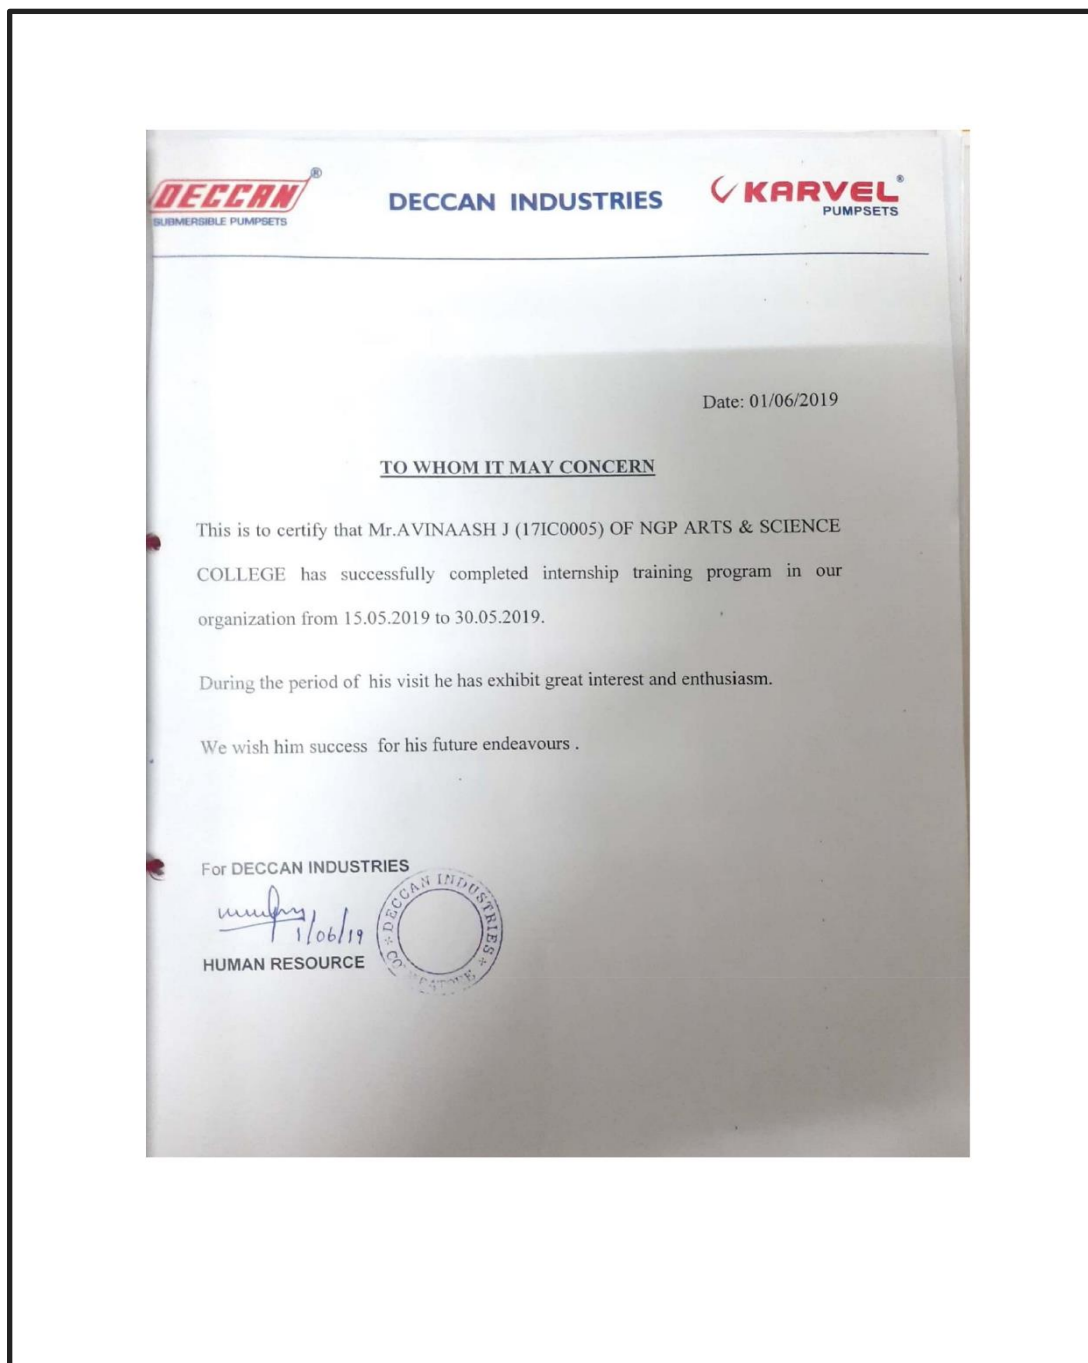 DECCAN®
SUBMERSIBLE PUMPSETS
DECCAN INDUSTRIES
KARVEL®
PUMPSETS
Date: 01/06/2019
TO WHOM IT MAY CONCERN
This is to certify that Mr.AVINAASH J (17IC0005) OF NGP ARTS & SCIENCE
COLLEGE has successfully completed internship training program in our
organization from 15.05.2019 to 30.05.2019.
During the period of his visit he has exhibit great interest and enthusiasm.
We wish him success for his future endeavours .
For DECCAN INDUSTRIES
1/06/19
HUMAN RESOURCE
* DECCAN INDUSTRIES *